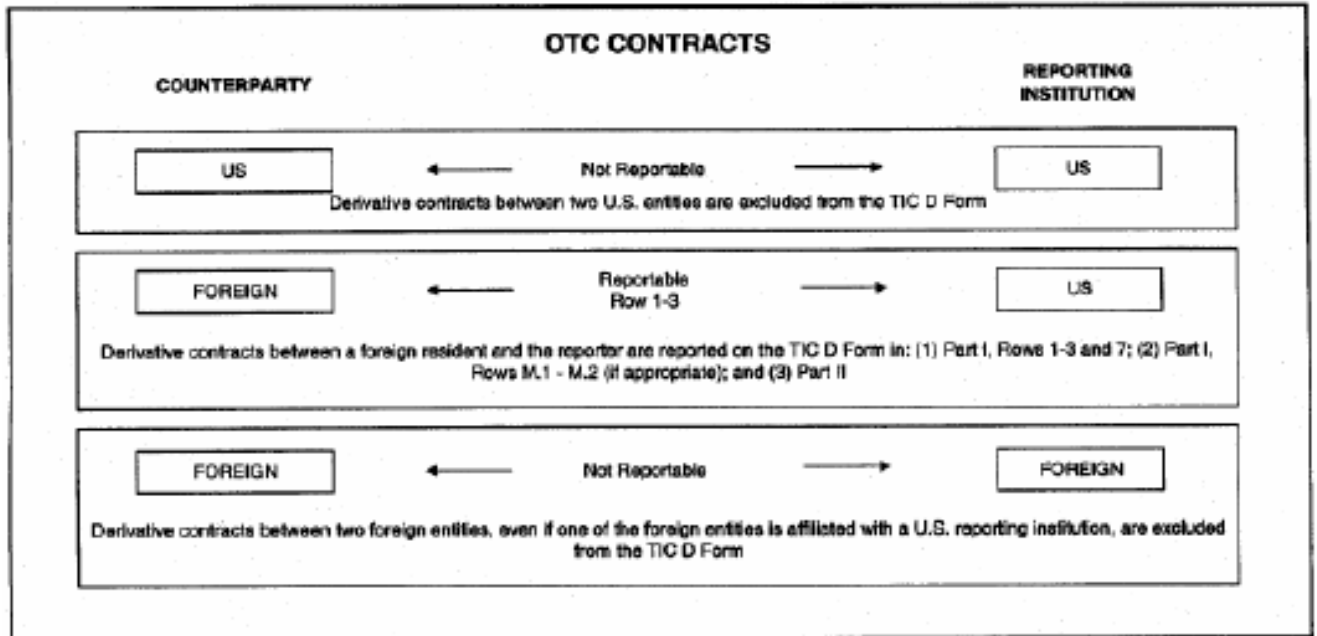 OTC CONTRACTS
COUNTERPARTY
REPORTING
INSTITUTION
US
Not Reportable
US
Derivative contracts between two U.S. entities are excluded from the TIC D Form
FOREIGN
Reportable
Row 1-3
US
Derivative contracts between a foreign resident and the reporter are reported on the TIC D Form in: (1) Part I, Rows 1-3 and 7; (2) Part I,
Rows M.1 - M.2 (if appropriate); and (3) Part II
FOREIGN
Not Reportable
FOREIGN
Derivative contracts between two foreign entities, even if one of the foreign entities is affiliated with a U.S. reporting institution, are excluded
from the TIC D Form